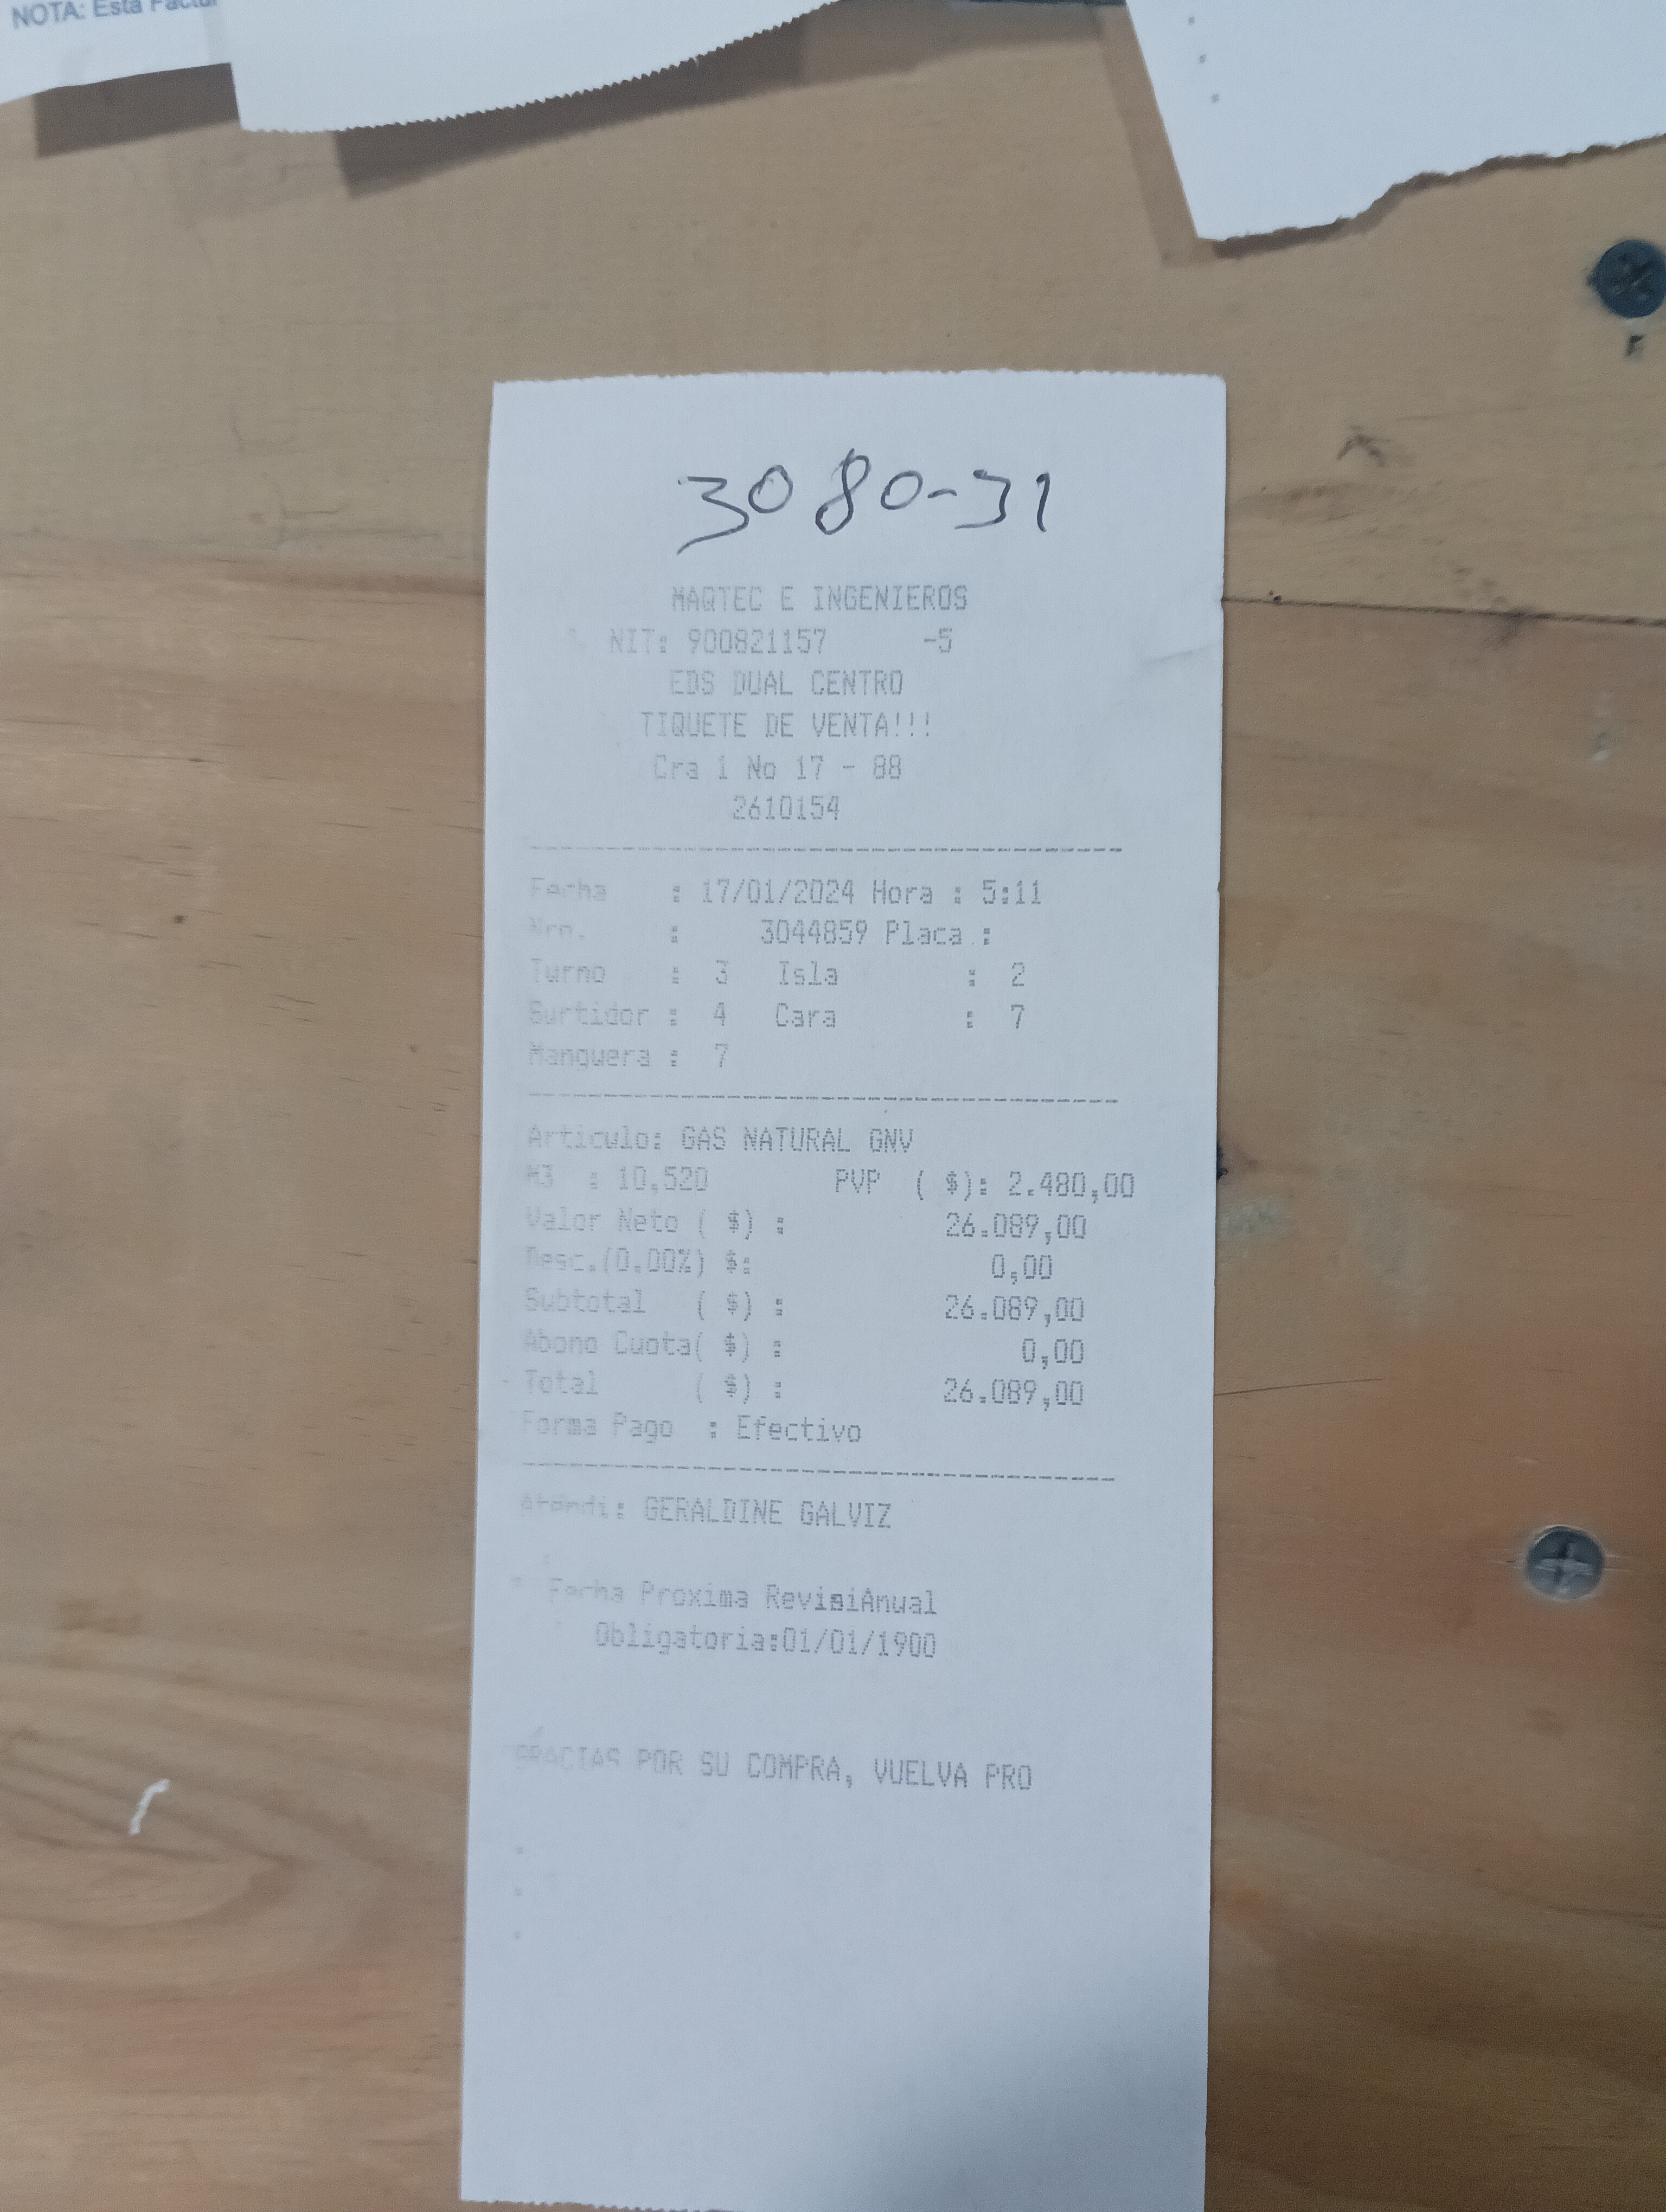 NOTA: Esta Factur
3080-31
MAQTEC E INGENIEROS
NIT: 900821157 -5
EDS DUAL CENTRO
TIQUETE DE VENTA!!!
Cra 1 No 17 - 88
2610154
Fecha : 17/01/2024 Hora : 5:11
Nro. : 3044859 Placa :
Turno : 3 Isla : 2
Surtidor : 4 Cara : 7
Manguera : 7
Articulo: GAS NATURAL GNV
M3 : 10,520 PVP ( $): 2.480,00
Valor Neto ( $) : 26.089,00
Desc.(0.00%) $: 0,00
Subtotal ( $) : 26.089,00
Abono Cuota( $) : 0,00
Total ( $) : 26.089,00
Forma Pago : Efectivo
Atendi: GERALDINE GALVIZ
Fecha Proxima RevisiAnual
Obligatoria:01/01/1900
GRACIAS POR SU COMPRA, VUELVA PRO